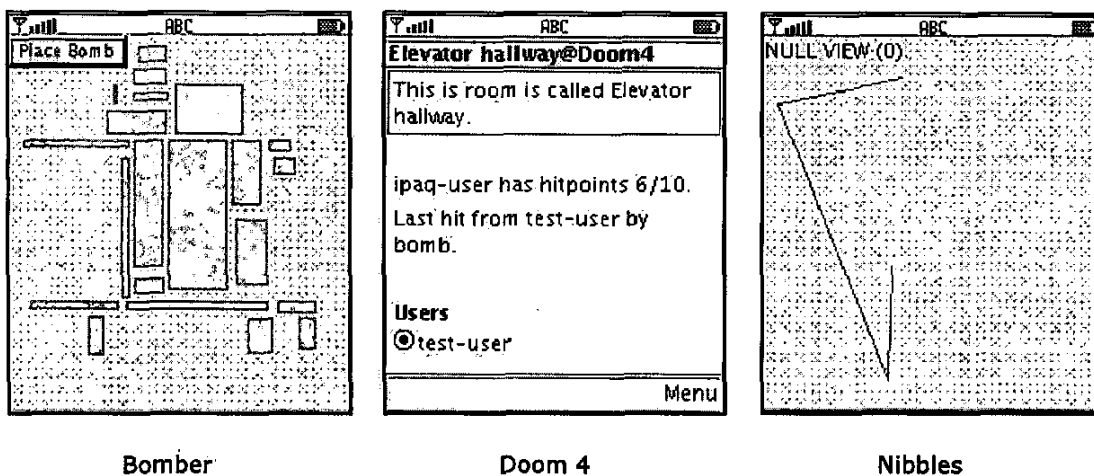 ABC
Place Bomb
ABC
Elevator hallway@Doom4
This is room is called Elevator
hallway.
ipaq-user has hitpoints 6/10.
Last hit from test-user by
bomb.
Users
test-user
Menu
ABC
NULL VIEW (0)
Bomber
Doom 4
Nibbles